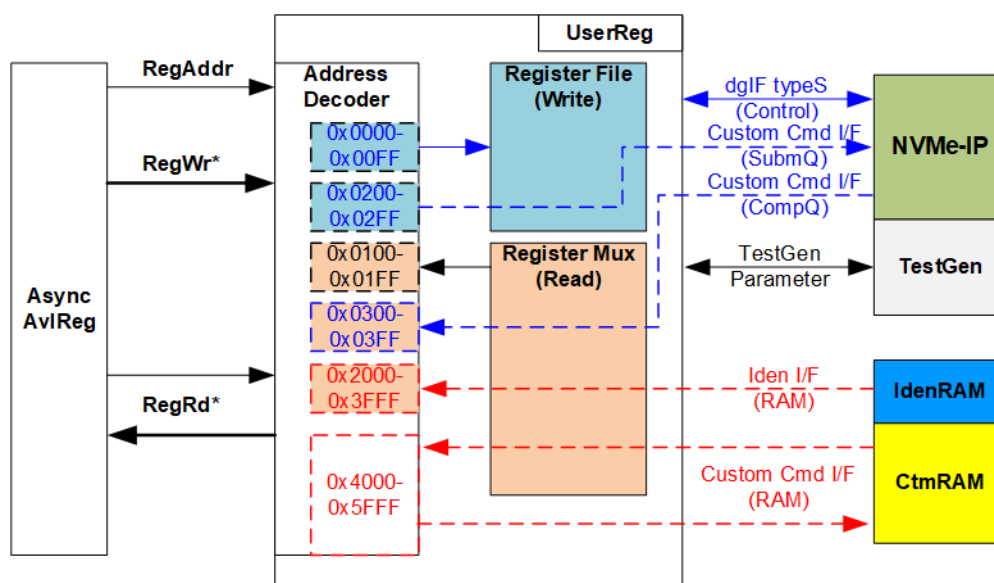 UserReg
RegAddr
RegWr*
Async
AvlReg
RegRd*
Address
Decoder
0x0000-
0x00FF
0x0200-
0x02FF
0x0100-
0x01FF
0x0300-
0x03FF
0x2000-
0x3FFF
0x4000-
0x5FFF
Register File
(Write)
Register Mux
(Read)
dgIF typeS
(Control)
Custom Cmd I/F
(SubmQ)
Custom Cmd I/F
(CompQ)
TestGen
Parameter
Iden I/F
(RAM)
Custom Cmd I/F
(RAM)
NVMe-IP
TestGen
IdenRAM
CtmRAM